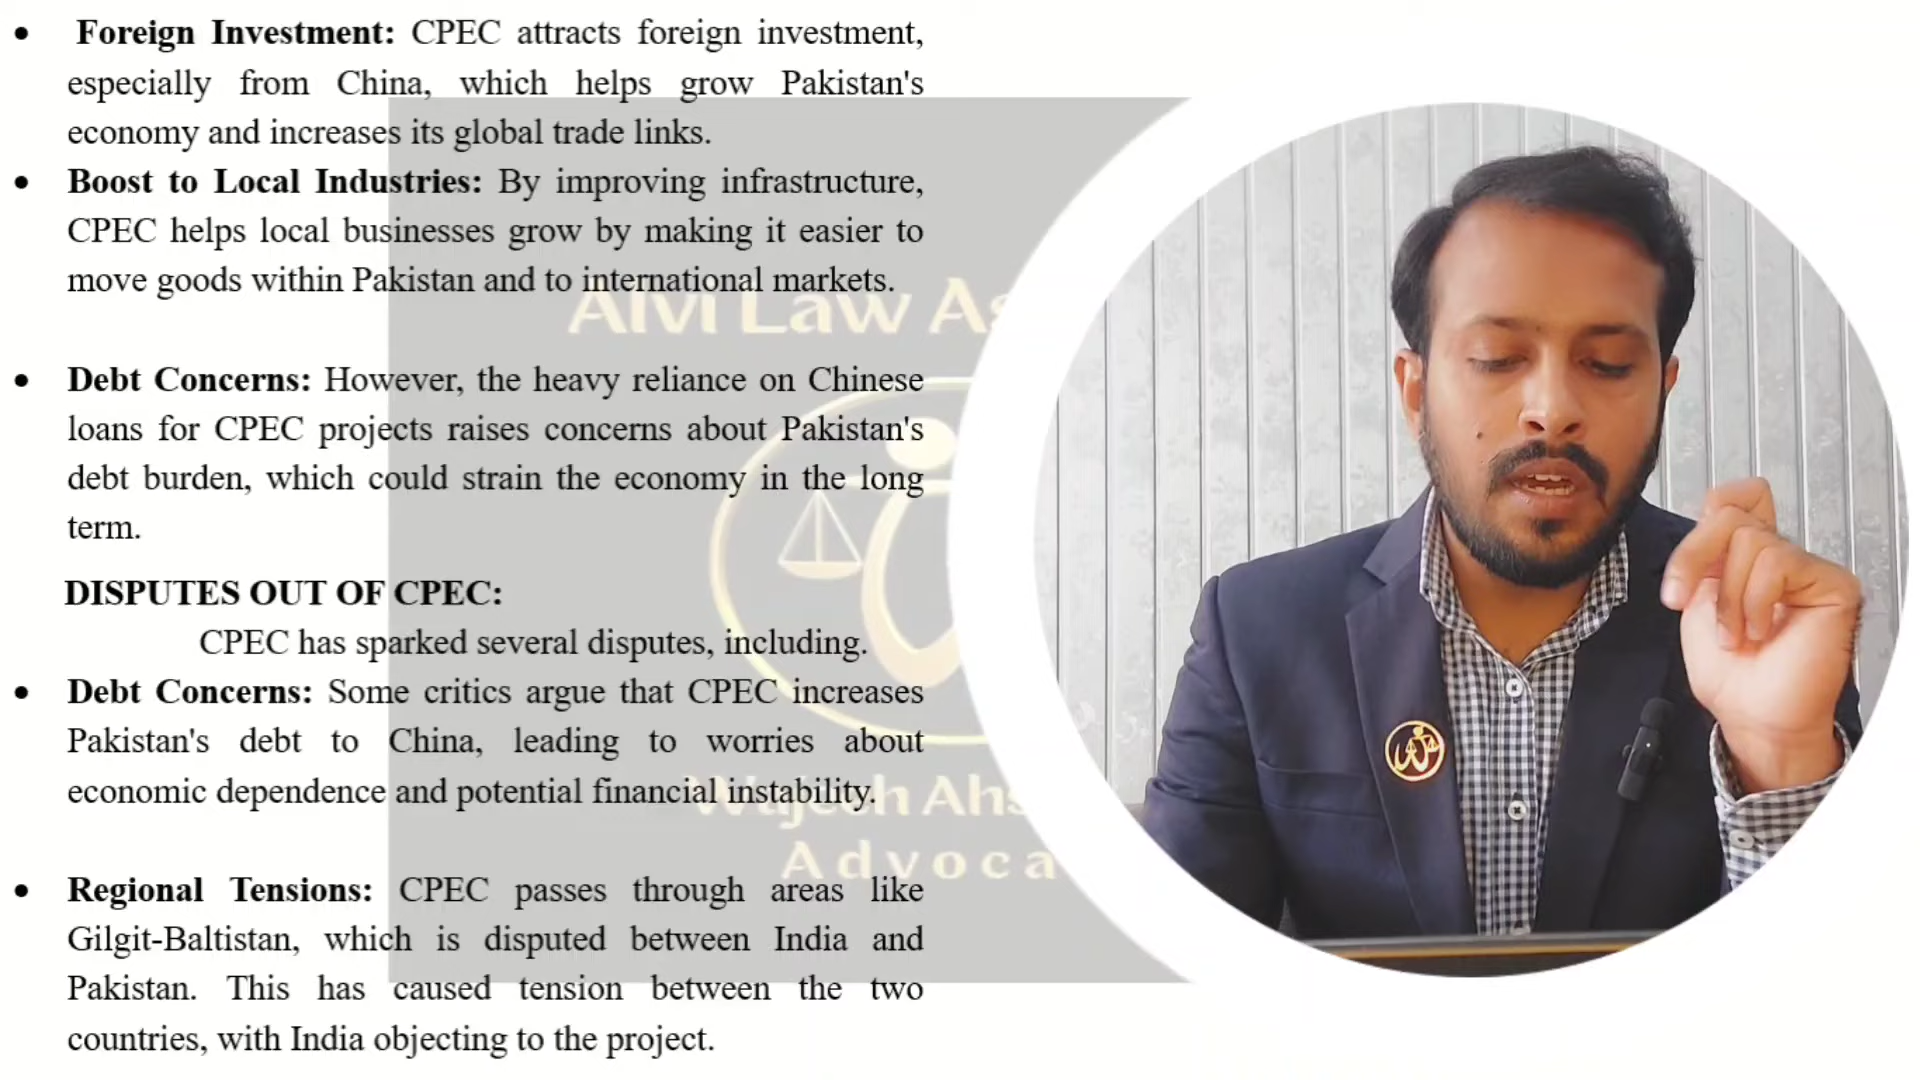 • Foreign Investment: CPEC attracts foreign investment,
especially from China, which helps grow Pakistan's
economy and increases its global trade links.
• Boost to Local Industries: By improving infrastructure,
CPEC helps local businesses grow by making it easier to
move goods within Pakistan and to international markets.
Alvi Law As
• Debt Concerns: However, the heavy reliance on Chinese
loans for CPEC projects raises concerns about Pakistan's
debt burden, which could strain the economy in the long
term.
DISPUTES OUT OF CPEC:
CPEC has sparked several disputes, including.
• Debt Concerns: Some critics argue that CPEC increases
Pakistan's debt to China, leading to worries about
economic dependence and potential financial instability.
Wajeeh Ahs
Advoca
• Regional Tensions: CPEC passes through areas like
Gilgit-Baltistan, which is disputed between India and
Pakistan. This has caused tension between the two
countries, with India objecting to the project.